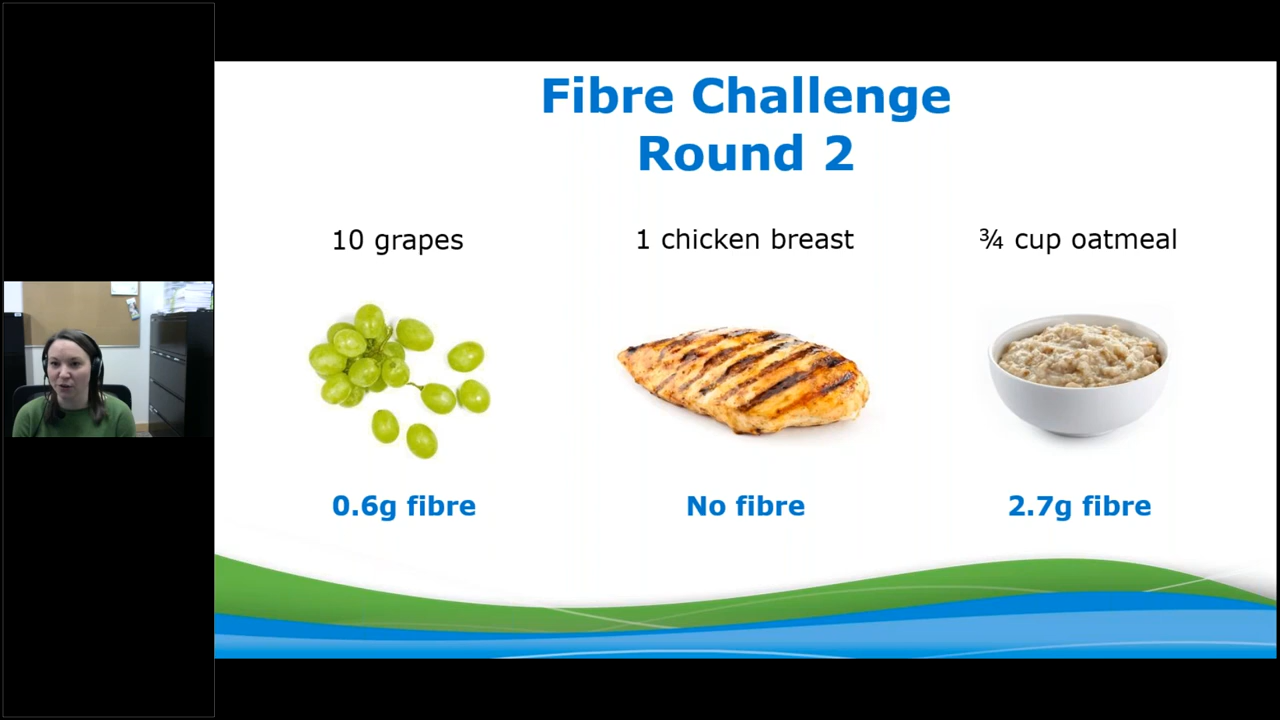 Fibre Challenge
Round 2
10 grapes
1 chicken breast
¾ cup oatmeal
0.6g fibre
No fibre
2.7g fibre